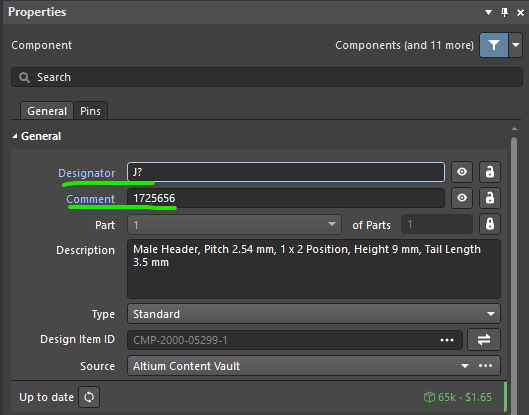 Properties
Component
Components (and 11 more)
Search
General
Pins
General
Designator
J?
Comment
1725656
Part
1
of Parts
1
Description
Male Header, Pitch 2.54 mm, 1 x 2 Position, Height 9 mm, Tail Length
3.5 mm
Type
Standard
Design Item ID
CMP-2000-05299-1
Source
Altium Content Vault
Up to date
65k - $1.65